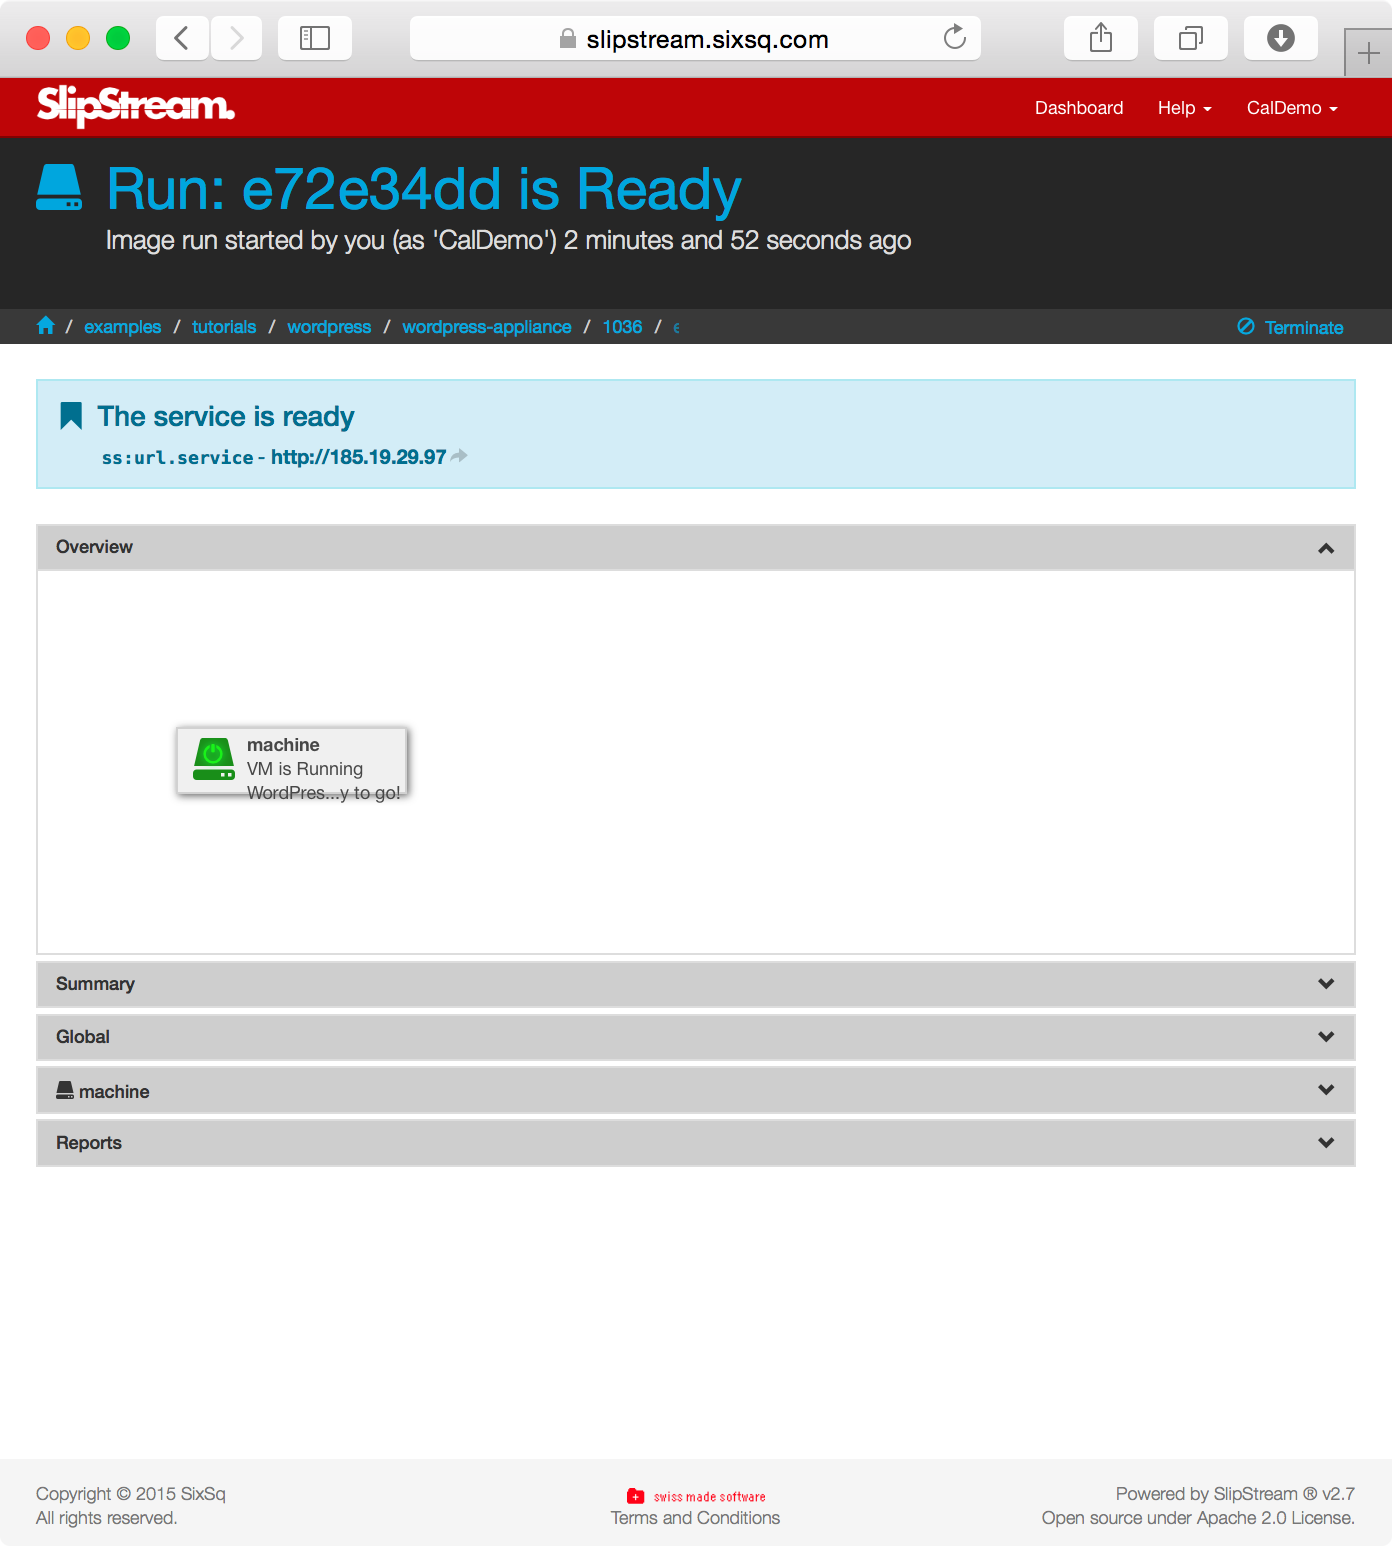 slipstream.sixsq.com
SlipStream.
Dashboard Help CalDemo
Run: e72e34dd is Ready
Image run started by you (as 'CalDemo') 2 minutes and 52 seconds ago
/ examples / tutorials / wordpress / wordpress-appliance / 1036 /
Terminate
The service is ready
ss:url.service - http://185.19.29.97
Overview
machine
VM is Running
WordPres...y to go!
Summary
Global
machine
Reports
Copyright © 2015 SixSq
All rights reserved.
swiss made software
Terms and Conditions
Powered by SlipStream ® v2.7
Open source under Apache 2.0 License.